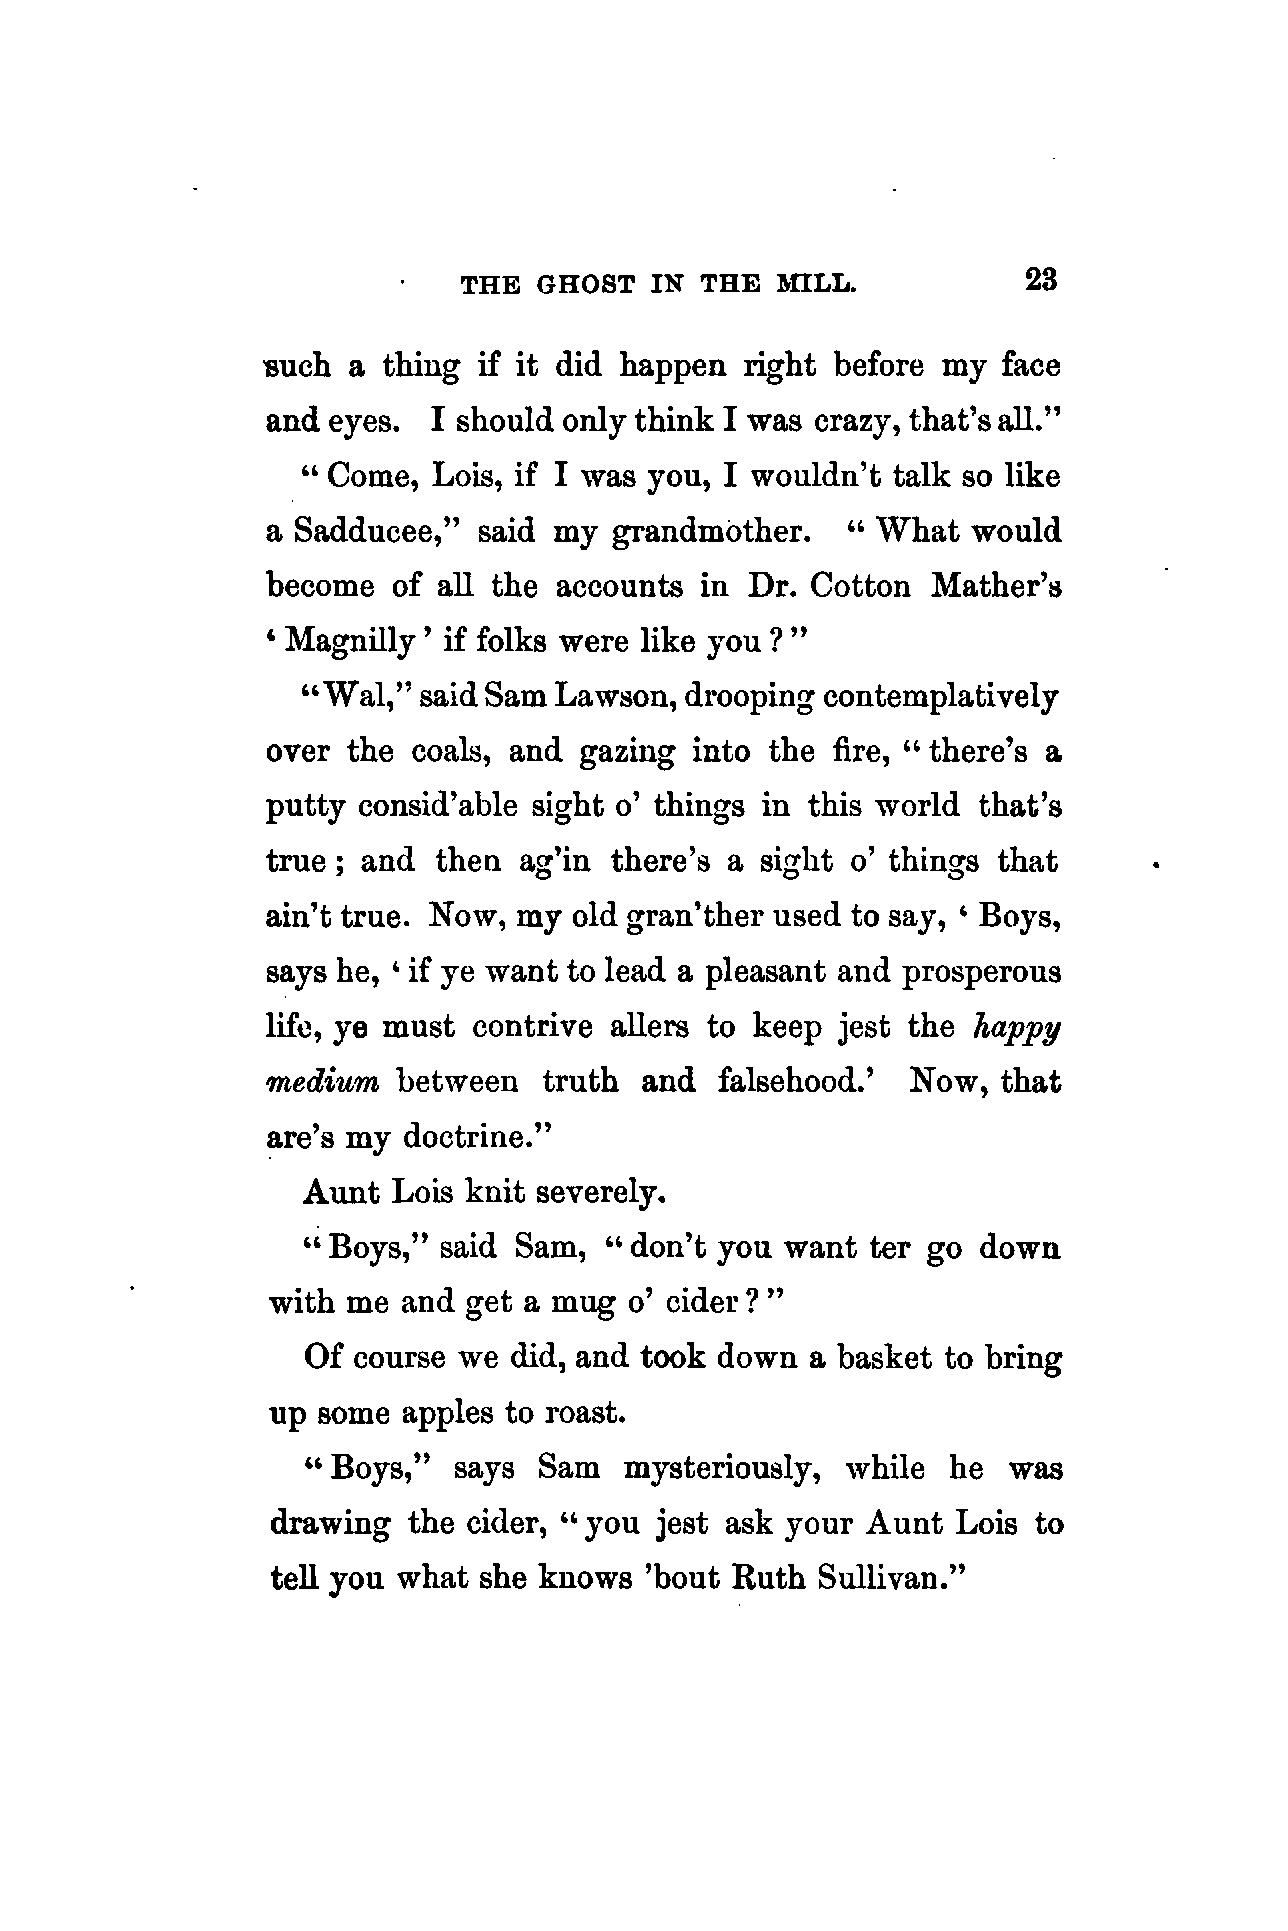 THE GHOST IN THE MILL. 23
such a thing if it did happen right before my face
and eyes. I should only think I was crazy, that's all."
"Come, Lois, if I was you, I wouldn't talk so like
a Sadducee," said my grandmother. "What would
become of all the accounts in Dr. Cotton Mather's
'Magnilly' if folks were like you?"
"Wal," said Sam Lawson, drooping contemplatively
over the coals, and gazing into the fire, "there's a
putty consid'able sight o' things in this world that's
true; and then ag'in there's a sight o' things that
ain't true. Now, my old gran'ther used to say, 'Boys,
says he, 'if ye want to lead a pleasant and prosperous
life, ye must contrive allers to keep jest the happy
medium between truth and falsehood.' Now, that
are's my doctrine."
Aunt Lois knit severely.
"Boys," said Sam, "don't you want ter go down
with me and get a mug o' cider?"
Of course we did, and took down a basket to bring
up some apples to roast.
"Boys," says Sam mysteriously, while he was
drawing the cider, "you jest ask your Aunt Lois to
tell you what she knows 'bout Ruth Sullivan."